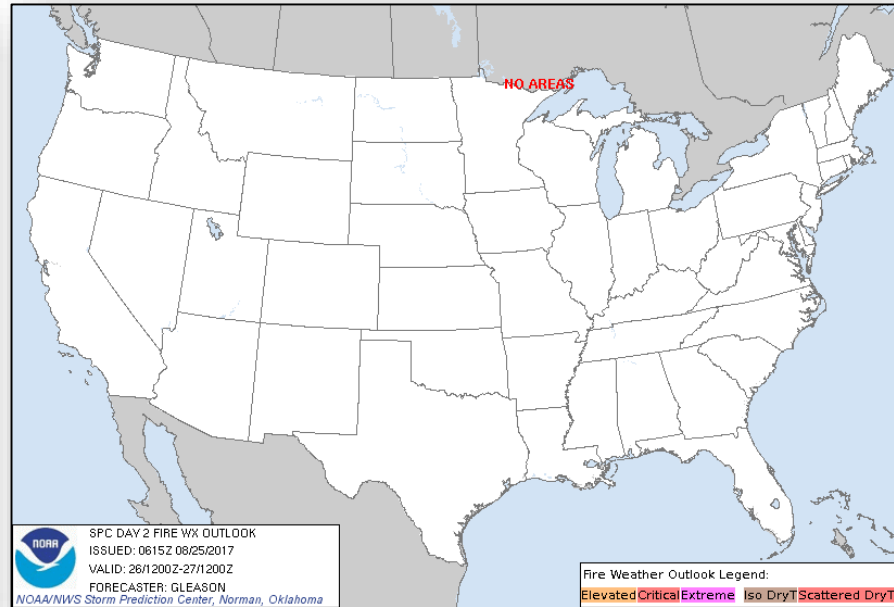 NO AREAS
NOAA
SPC DAY 2 FIRE WX OUTLOOK
ISSUED: 0615Z 08/25/2017
VALID: 26/1200Z-27/1200Z
FORECASTER: GLEASON
NOAA/NWS Storm Prediction Center, Norman, Oklahoma
Fire Weather Outlook Legend:
Elevated Critical Extreme Iso DryT Scattered DryT